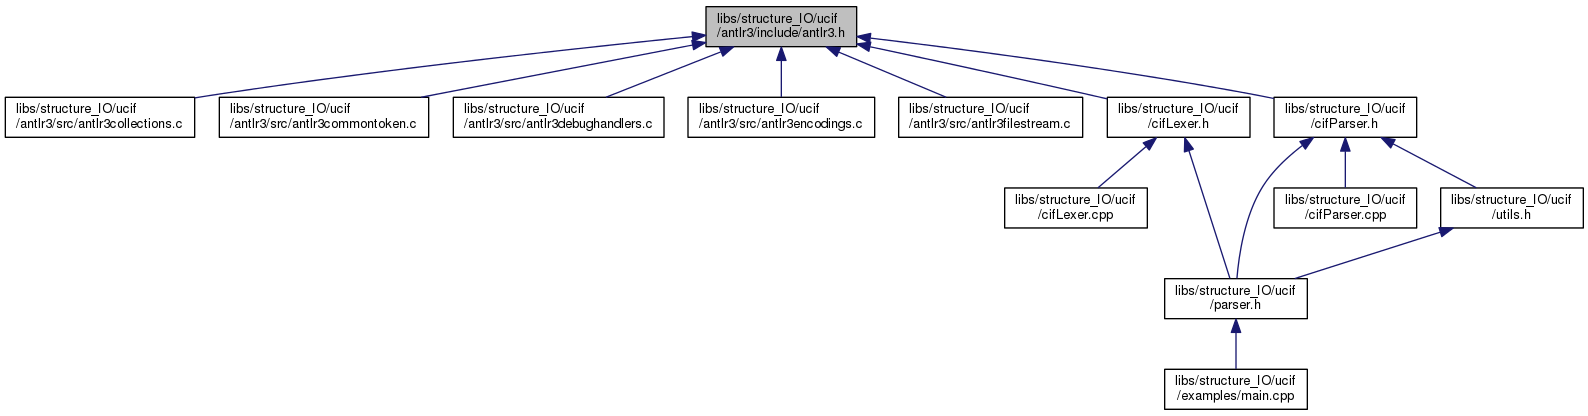 libs/structure_IO/ucif
/antlr3/include/antlr3.h
libs/structure_IO/ucif
/antlr3/src/antlr3collections.c
libs/structure_IO/ucif
/antlr3/src/antlr3commontoken.c
libs/structure_IO/ucif
/antlr3/src/antlr3debughandlers.c
libs/structure_IO/ucif
/antlr3/src/antlr3encodings.c
libs/structure_IO/ucif
/antlr3/src/antlr3filestream.c
libs/structure_IO/ucif
/cifLexer.h
libs/structure_IO/ucif
/cifParser.h
libs/structure_IO/ucif
/cifLexer.cpp
libs/structure_IO/ucif
/cifParser.cpp
libs/structure_IO/ucif
/utils.h
libs/structure_IO/ucif
/parser.h
libs/structure_IO/ucif
/examples/main.cpp